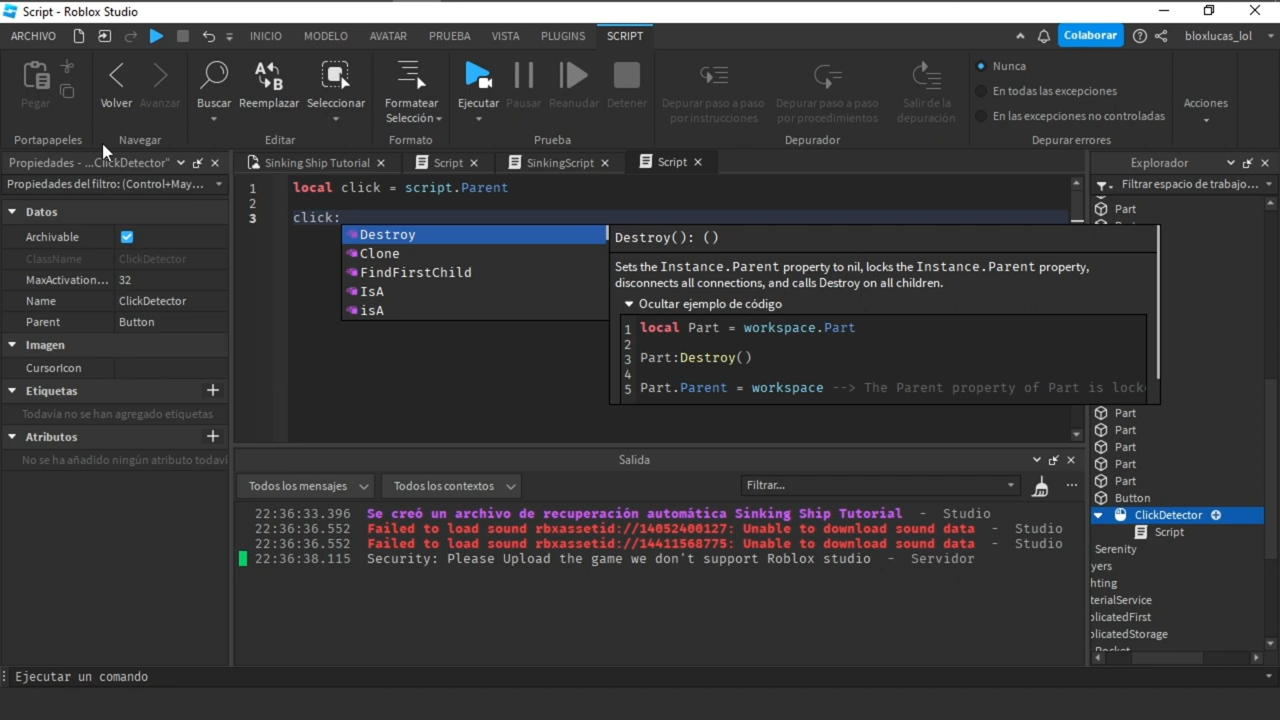 Script - Roblox Studio
ARCHIVO
INICIO
MODELO
AVATAR
PRUEBA
VISTA
PLUGINS
SCRIPT
Colaborar
bloxlucas_lol
Pegar
Volver
Avanzar
Buscar
Reemplazar
Seleccionar
Formatear
Selección
Ejecutar
Pausar
Reanudar
Detener
Depurar paso a paso
por instrucciones
Depurar paso a paso
por procedimientos
Salir de la
depuración
Nunca
En todas las excepciones
En las excepciones no controladas
Acciones
Portapapeles
Navegar
Editar
Formato
Prueba
Depurador
Depurar errores
Propiedades - ...ClickDetector"
Sinking Ship Tutorial
Script
SinkingScript
Script
Explorador
Propiedades del filtro: (Control+May...
Filtrar espacio de trabajo...
Datos
Archivable
ClassName ClickDetector
MaxActivation... 32
Name ClickDetector
Parent Button
Imagen
CursorIcon
Etiquetas
Todavía no se han agregado etiquetas
Atributos
No se ha añadido ningún atributo todaví
1 local click = script.Parent
2
3 click:
Destroy
Clone
FindFirstChild
IsA
isA
Destroy(): ()
Sets the Instance.Parent property to nil, locks the Instance.Parent property,
disconnects all connections, and calls Destroy on all children.
Ocultar ejemplo de código
1 local Part = workspace.Part
2
3 Part:Destroy()
4
5 Part.Parent = workspace --> The Parent property of Part is lock
Salida
Todos los mensajes
Todos los contextos
Filtrar...
22:36:33.396 Se creó un archivo de recuperación automática Sinking Ship Tutorial - Studio
22:36:36.552 Failed to load sound rbxassetid://14052400127: Unable to download sound data - Studio
22:36:36.552 Failed to load sound rbxassetid://14411568775: Unable to download sound data - Studio
22:36:38.115 Security: Please Upload the game we don't support Roblox studio - Servidor
Part
Part
Part
Part
Part
Part
Button
ClickDetector
Script
Serenity
yers
hting
terialService
plicatedFirst
plicatedStorage
Ejecutar un comando